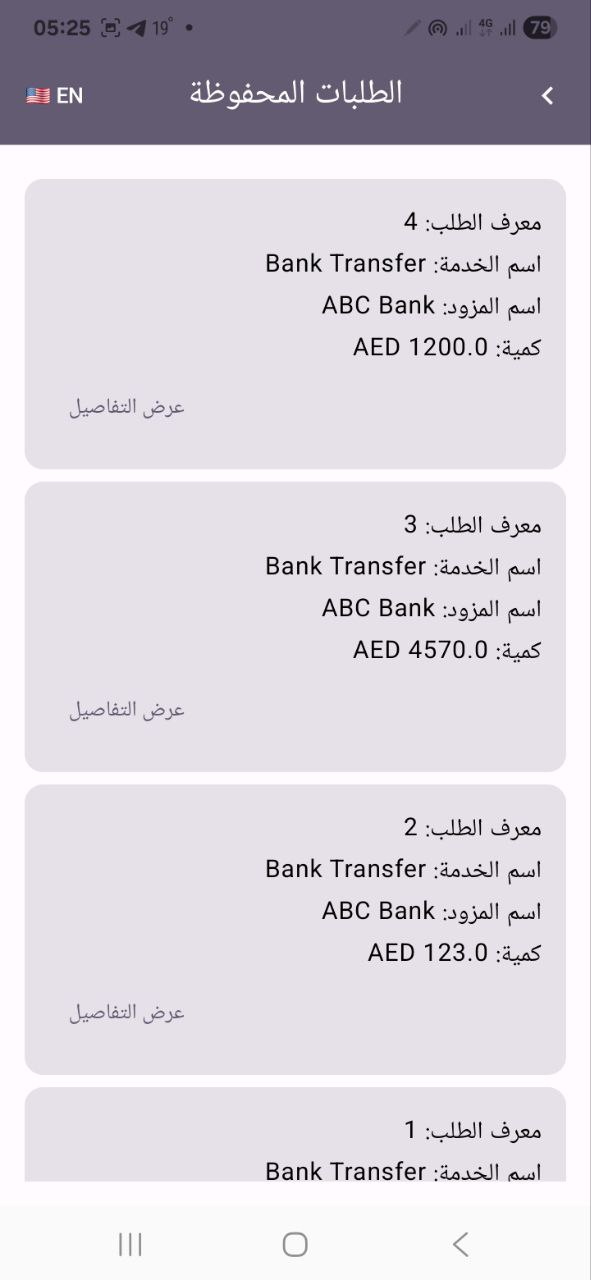 05:25 19° 4G 79
EN الطلبات المحفوظة
معرف الطلب: 4
اسم الخدمة: Bank Transfer
اسم المزود: ABC Bank
كمية: AED 1200.0
عرض التفاصيل
معرف الطلب: 3
اسم الخدمة: Bank Transfer
اسم المزود: ABC Bank
كمية: AED 4570.0
عرض التفاصيل
معرف الطلب: 2
اسم الخدمة: Bank Transfer
اسم المزود: ABC Bank
كمية: AED 123.0
عرض التفاصيل
معرف الطلب: 1
اسم الخدمة: Bank Transfer